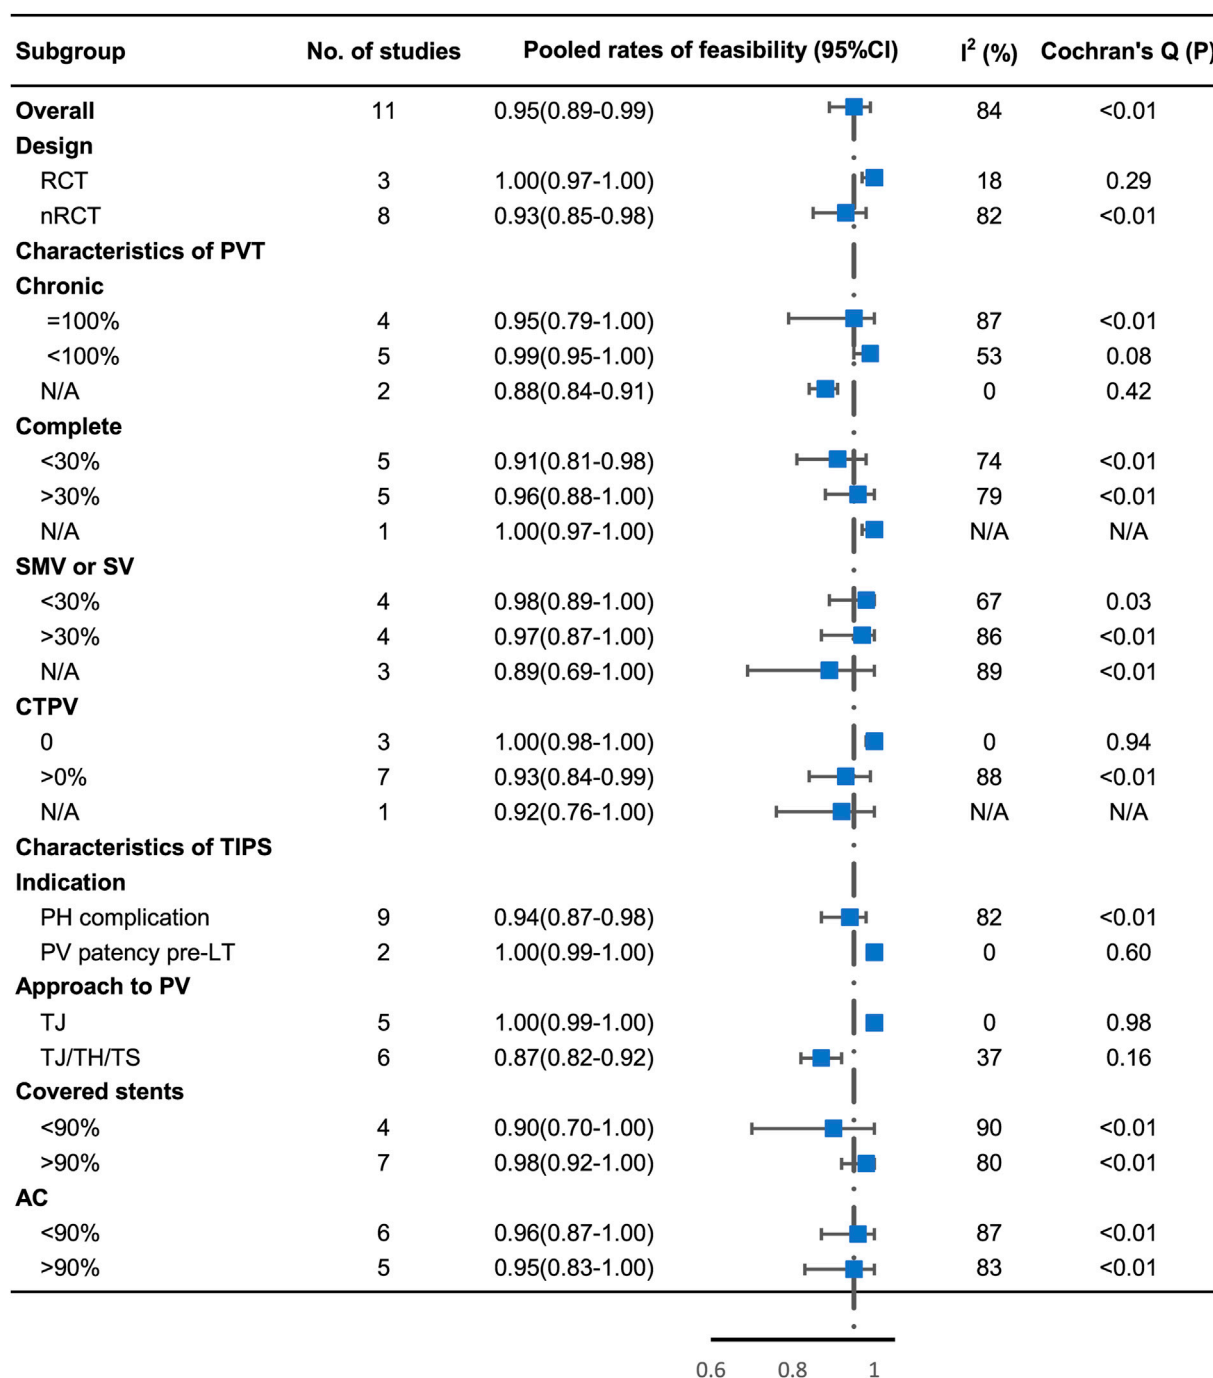 Subgroup No. of studies Pooled rates of feasibility (95%CI) I² (%) Cochran's Q (P)
Overall 11 0.95(0.89-0.99) 84 <0.01
Design
RCT 3 1.00(0.97-1.00) 18 0.29
nRCT 8 0.93(0.85-0.98) 82 <0.01
Characteristics of PVT
Chronic
=100% 4 0.95(0.79-1.00) 87 <0.01
<100% 5 0.99(0.95-1.00) 53 0.08
N/A 2 0.88(0.84-0.91) 0 0.42
Complete
<30% 5 0.91(0.81-0.98) 74 <0.01
>30% 5 0.96(0.88-1.00) 79 <0.01
N/A 1 1.00(0.97-1.00) N/A N/A
SMV or SV
<30% 4 0.98(0.89-1.00) 67 0.03
>30% 4 0.97(0.87-1.00) 86 <0.01
N/A 3 0.89(0.69-1.00) 89 <0.01
CTPV
0 3 1.00(0.98-1.00) 0 0.94
>0% 7 0.93(0.84-0.99) 88 <0.01
N/A 1 0.92(0.76-1.00) N/A N/A
Characteristics of TIPS
Indication
PH complication 9 0.94(0.87-0.98) 82 <0.01
PV patency pre-LT 2 1.00(0.99-1.00) 0 0.60
Approach to PV
TJ 5 1.00(0.99-1.00) 0 0.98
TJ/TH/TS 6 0.87(0.82-0.92) 37 0.16
Covered stents
<90% 4 0.90(0.70-1.00) 90 <0.01
>90% 7 0.98(0.92-1.00) 80 <0.01
AC
<90% 6 0.96(0.87-1.00) 87 <0.01
>90% 5 0.95(0.83-1.00) 83 <0.01
0.6 0.8 1